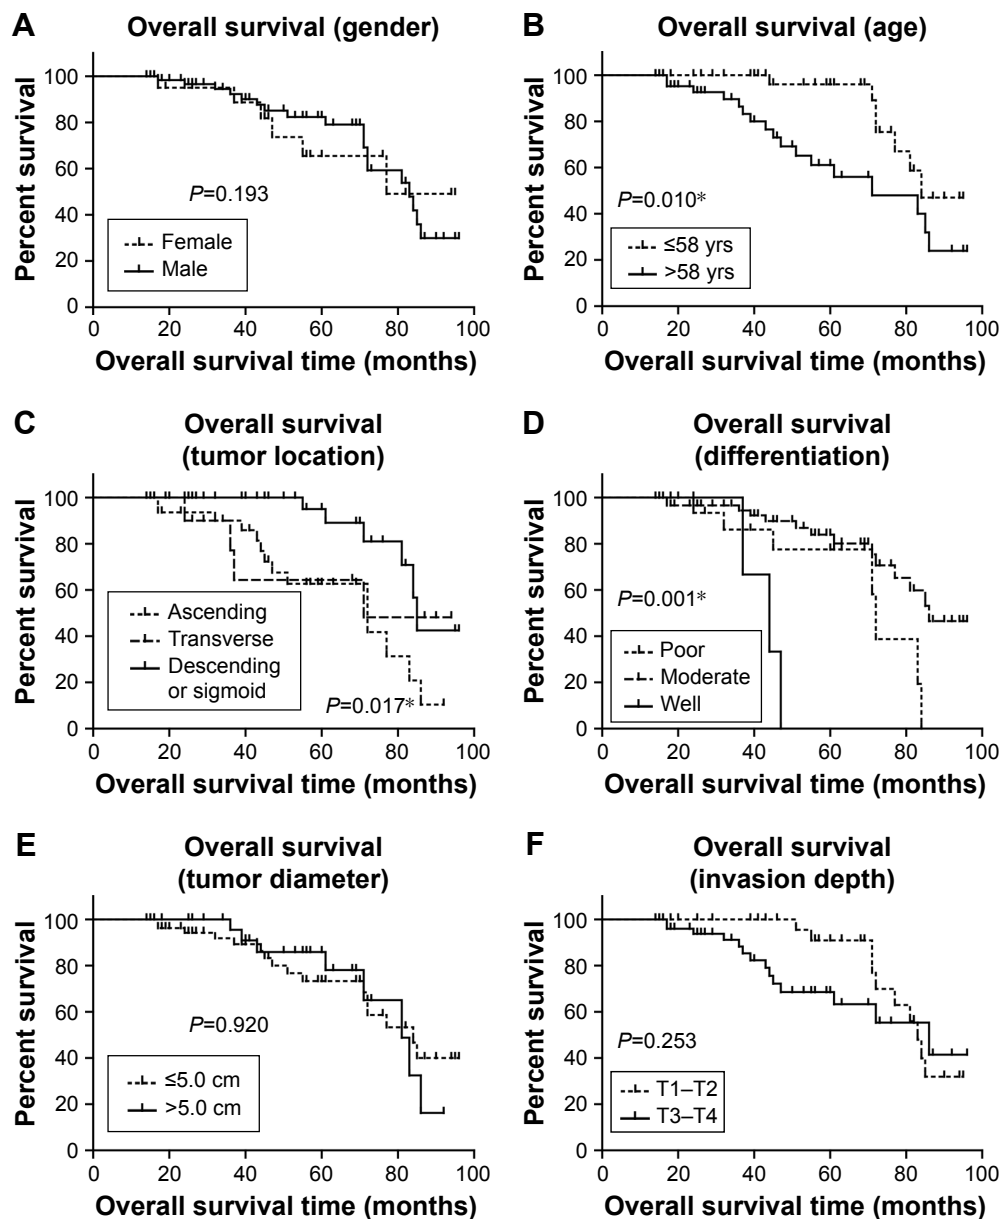 A Overall survival (gender)
Percent survival
100
80
60
40
20
0
P=0.193
Female
Male
0 20 40 60 80 100
Overall survival time (months)
B Overall survival (age)
Percent survival
100
80
60
40
20
0
P=0.010*
≤58 yrs
>58 yrs
0 20 40 60 80 100
Overall survival time (months)
C Overall survival
(tumor location)
Percent survival
100
80
60
40
20
0
Ascending
Transverse
Descending
or sigmoid
P=0.017*
0 20 40 60 80 100
Overall survival time (months)
D Overall survival
(differentiation)
Percent survival
100
80
60
40
20
0
P=0.001*
Poor
Moderate
Well
0 20 40 60 80 100
Overall survival time (months)
E Overall survival
(tumor diameter)
Percent survival
100
80
60
40
20
0
P=0.920
≤5.0 cm
>5.0 cm
0 20 40 60 80 100
Overall survival time (months)
F Overall survival
(invasion depth)
Percent survival
100
80
60
40
20
0
P=0.253
T1–T2
T3–T4
0 20 40 60 80 100
Overall survival time (months)